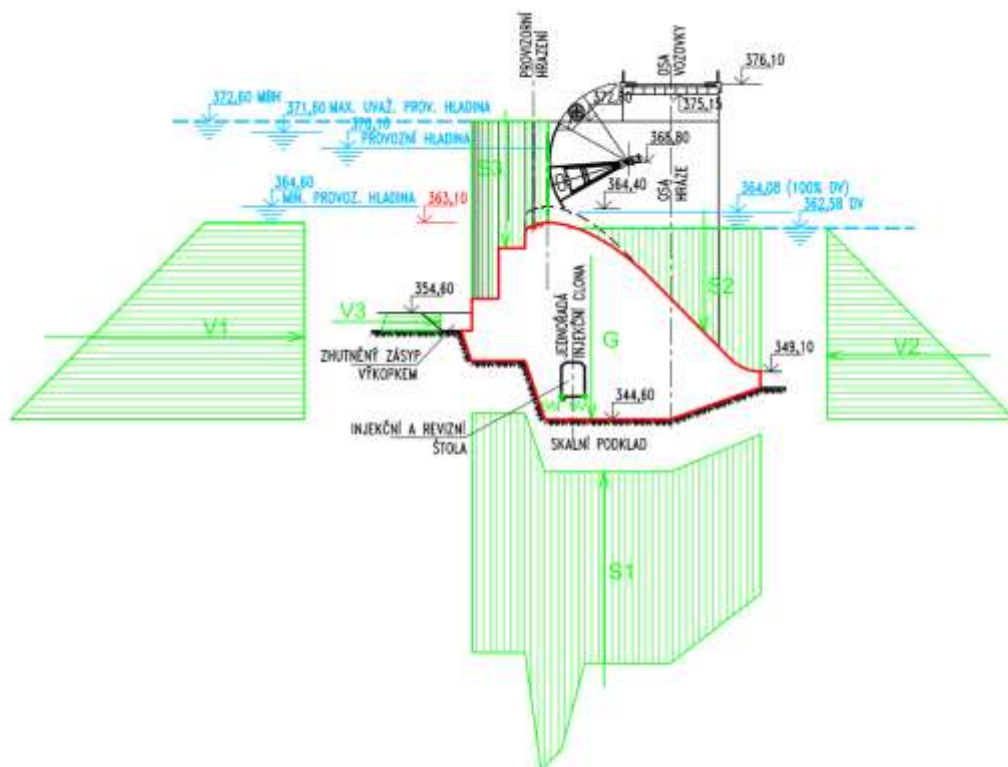 PROVIZORNÍ
HRAZENÍ
OSA
VOZOVKY
376,10
372,60 MBH
371,60 MAX. UVAŽ. PROV. HLADINA
370,10
PROVOZNÍ HLADINA
375,15
S3
368,80
364,60
MIN. PROVOZ. HLADINA
363,10
364,40
OSA
HRÁZE
364,08 (100% DV)
362,58 DV
354,60
V1
V3
ZHUTNĚNÝ ZÁSYP
VÝKOPKEM
JEDNOŘADÁ
INJEKČNÍ CLONA
G
S2
V2
349,10
344,60
INJEKČNÍ A REVIZNÍ
ŠTOLA
SKALNÍ PODKLAD
S1